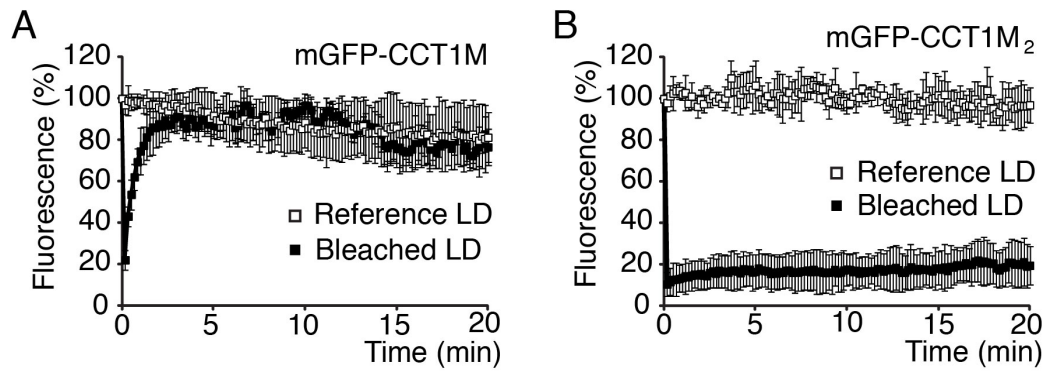 A
mGFP-CCT1M
Fluorescence (%)
120
100
80
60
40
20
0
Reference LD
Bleached LD
0 5 10 15 20
Time (min)
B
mGFP-CCT1M2
Fluorescence (%)
120
100
80
60
40
20
0
Reference LD
Bleached LD
0 5 10 15 20
Time (min)